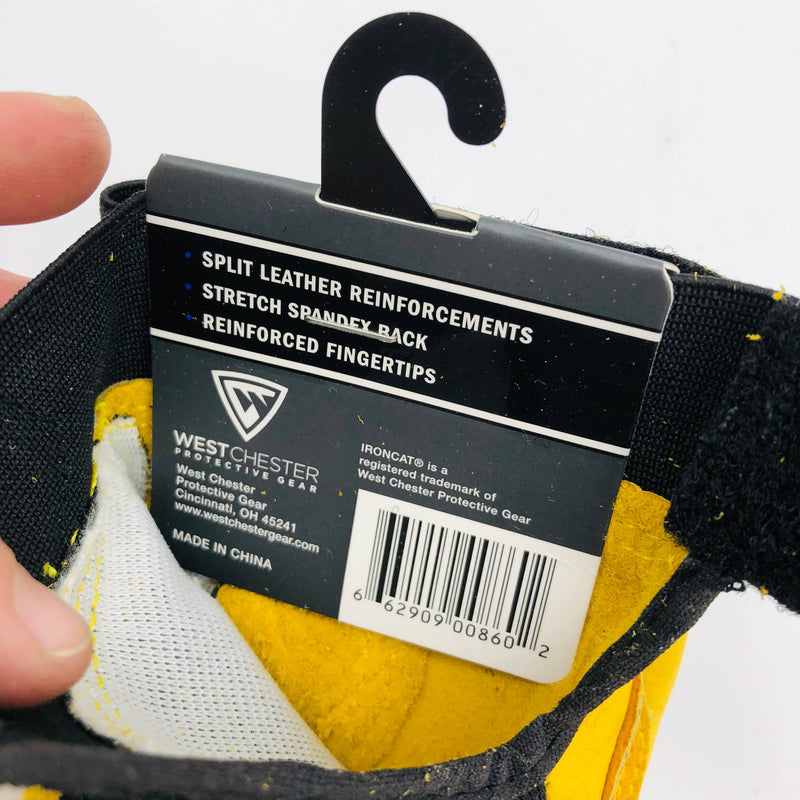 • SPLIT LEATHER REINFORCEMENTS
• STRETCH SPANDEX BACK
• REINFORCED FINGERTIPS
WESTCHESTER
PROTECTIVE GEAR
West Chester
Protective Gear
Cincinnati, OH 45241
www.westchestergear.com
MADE IN CHINA
IRONCAT® is a
registered trademark of
West Chester Protective Gear
6 62909 00860 2